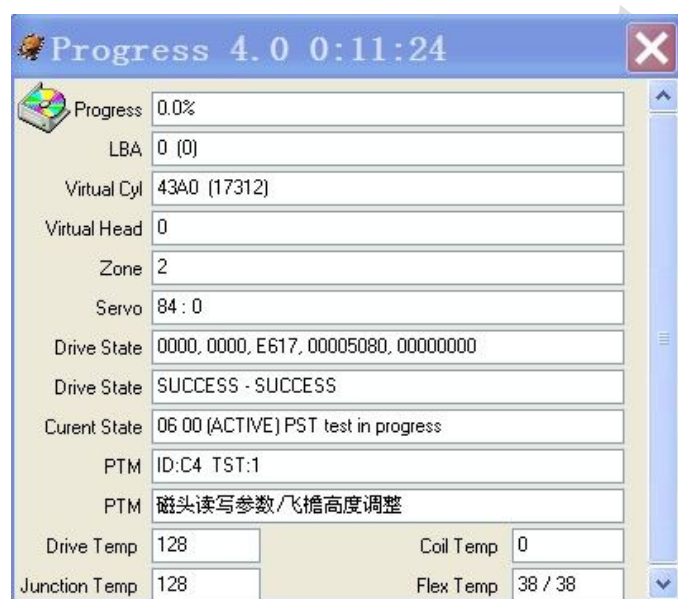 Progress 4.0 0:11:24
Progress 0.0%
LBA 0 (0)
Virtual Cyl 43A0 (17312)
Virtual Head 0
Zone 2
Servo 84 : 0
Drive State 0000, 0000, E617, 00005080, 00000000
Drive State SUCCESS - SUCCESS
Curent State 06 00 (ACTIVE) PST test in progress
PTM ID:C4 TST:1
PTM 磁头读写参数/飞檐高度调整
Drive Temp 128 Coil Temp 0
Junction Temp 128 Flex Temp 38 / 38